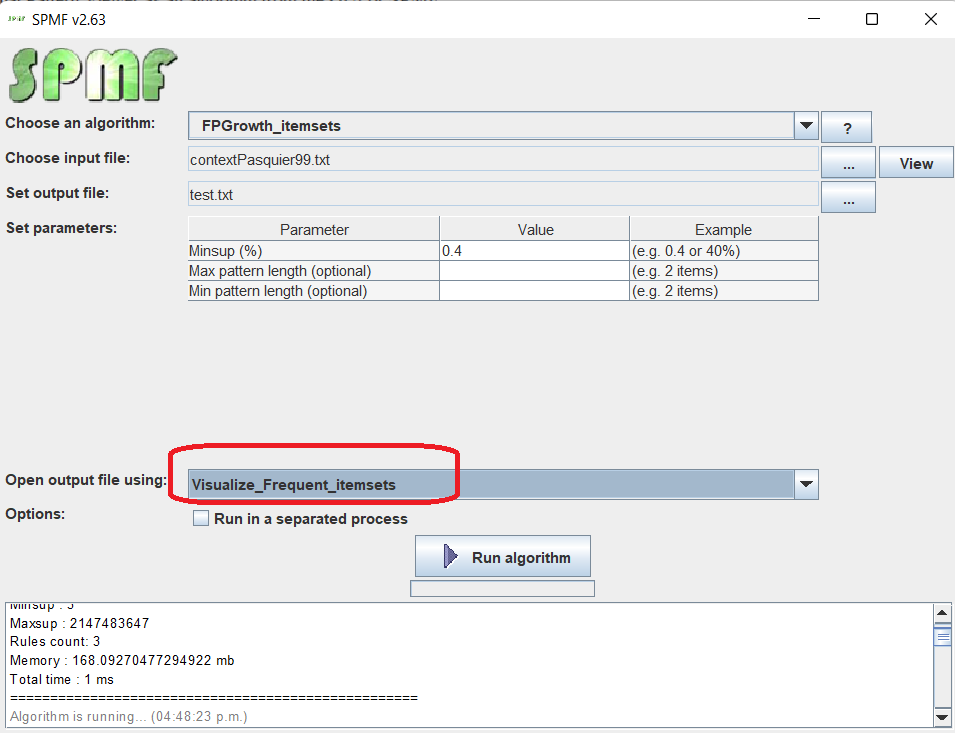 SPMF v2.63
SPMF
Choose an algorithm: FPGrowth_itemsets ?
Choose input file: contextPasquier99.txt ... View
Set output file: test.txt ...
Set parameters: Parameter Value Example
Minsup (%) 0.4 (e.g. 0.4 or 40%)
Max pattern length (optional) (e.g. 2 items)
Min pattern length (optional) (e.g. 2 items)
Open output file using: Visualize_Frequent_itemsets
Options: Run in a separated process
Run algorithm
Minsup : 3
Maxsup : 2147483647
Rules count: 3
Memory : 168.09270477294922 mb
Total time : 1 ms
====================================================
Algorithm is running... (04:48:23 p.m.)